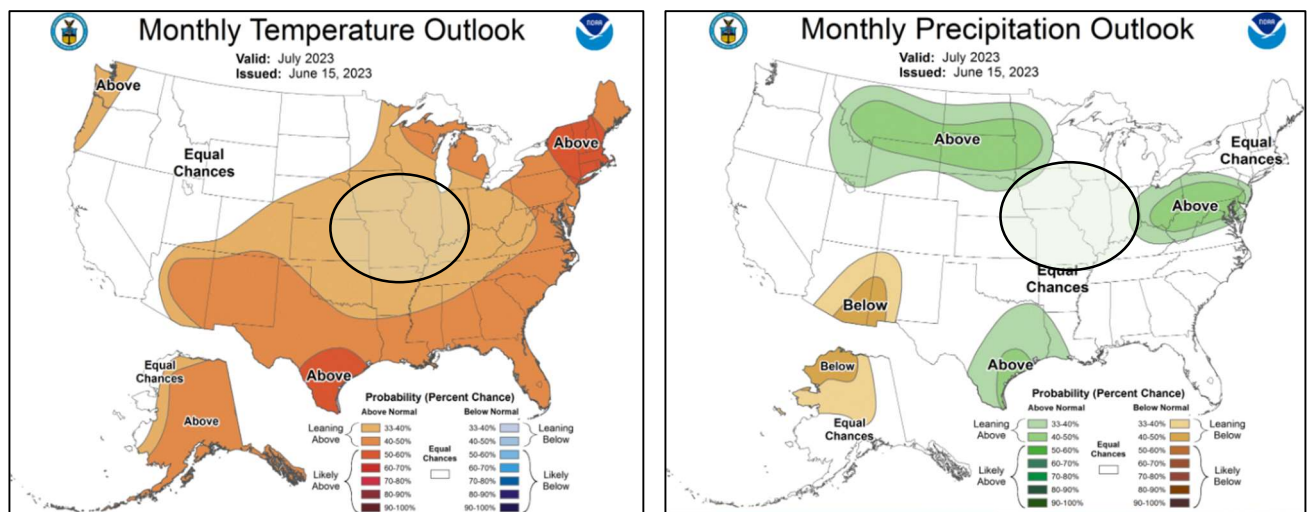 Monthly Temperature Outlook
Valid: July 2023
Issued: June 15, 2023
Above
Equal
Chances
Above
Above
Equal
Chances
Above
Probability (Percent Chance)
Above Normal
Below Normal
Leaning
Above
33-40%
40-50%
Likely
Above
50-60%
60-70%
70-80%
80-90%
90-100%
Equal
Chances
33-40%
40-50%
Leaning
Below
50-60%
60-70%
70-80%
80-90%
90-100%
Likely
Below
NOAA
Monthly Precipitation Outlook
Valid: July 2023
Issued: June 15, 2023
Above
Equal
Chances
Above
Equal
Chances
Below
Above
Below
Equal
Chances
Probability (Percent Chance)
Above Normal
Below Normal
Leaning
Above
33-40%
40-50%
Likely
Above
50-60%
60-70%
70-80%
80-90%
90-100%
Equal
Chances
33-40%
40-50%
Leaning
Below
50-60%
60-70%
70-80%
80-90%
90-100%
Likely
Below
NOAA